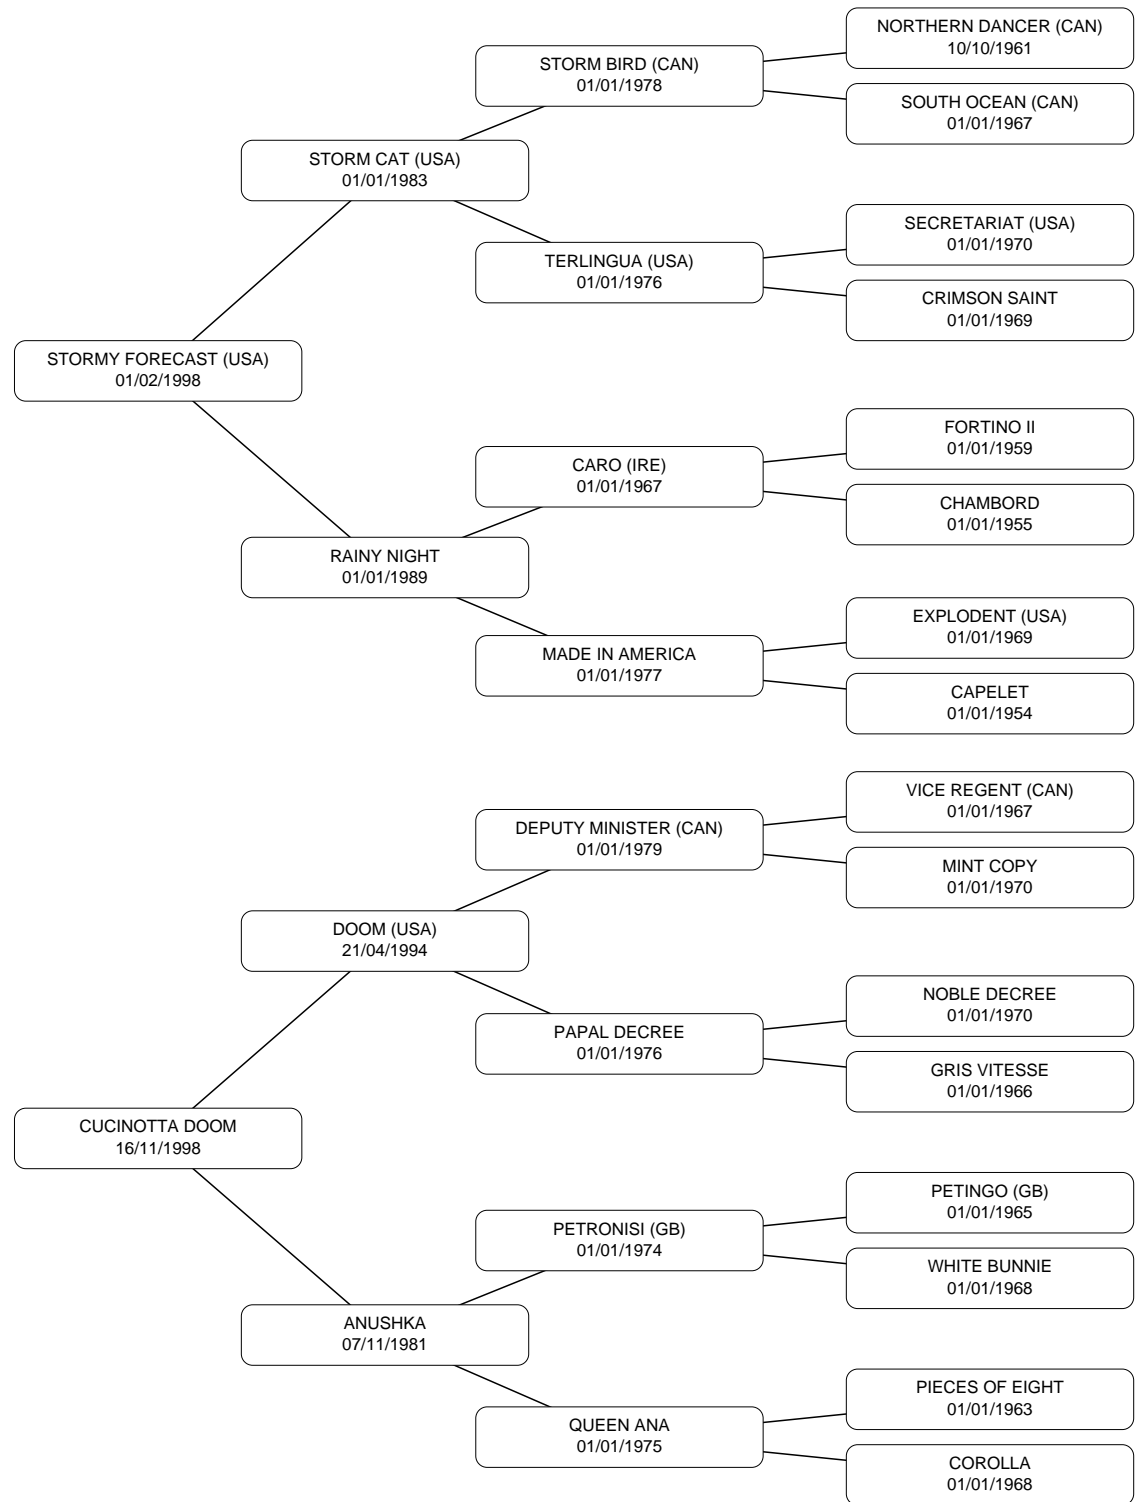 NORTHERN DANCER (CAN)
10/10/1961
STORM BIRD (CAN)
01/01/1978
SOUTH OCEAN (CAN)
01/01/1967
STORM CAT (USA)
01/01/1983
SECRETARIAT (USA)
01/01/1970
TERLINGUA (USA)
01/01/1976
CRIMSON SAINT
01/01/1969
STORMY FORECAST (USA)
01/02/1998
FORTINO II
01/01/1959
CARO (IRE)
01/01/1967
CHAMBORD
01/01/1955
RAINY NIGHT
01/01/1989
EXPLODENT (USA)
01/01/1969
MADE IN AMERICA
01/01/1977
CAPELET
01/01/1954
VICE REGENT (CAN)
01/01/1967
DEPUTY MINISTER (CAN)
01/01/1979
MINT COPY
01/01/1970
DOOM (USA)
21/04/1994
NOBLE DECREE
01/01/1970
PAPAL DECREE
01/01/1976
GRIS VITESSE
01/01/1966
CUCINOTTA DOOM
16/11/1998
PETINGO (GB)
01/01/1965
PETRONISI (GB)
01/01/1974
WHITE BUNNIE
01/01/1968
ANUSHKA
07/11/1981
PIECES OF EIGHT
01/01/1963
QUEEN ANA
01/01/1975
COROLLA
01/01/1968